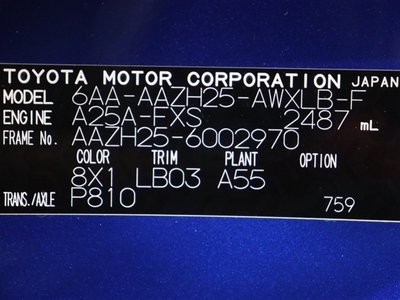 TOYOTA MOTOR CORPORATION JAPAN
MODEL 6AA-AAZH25-AWXLB-F
ENGINE A25A-FXS 2487 mL
FRAME No. AAZH25-6002970
COLOR TRIM PLANT OPTION
8X1 LB03 A55
TRANS./AXLE P810 759